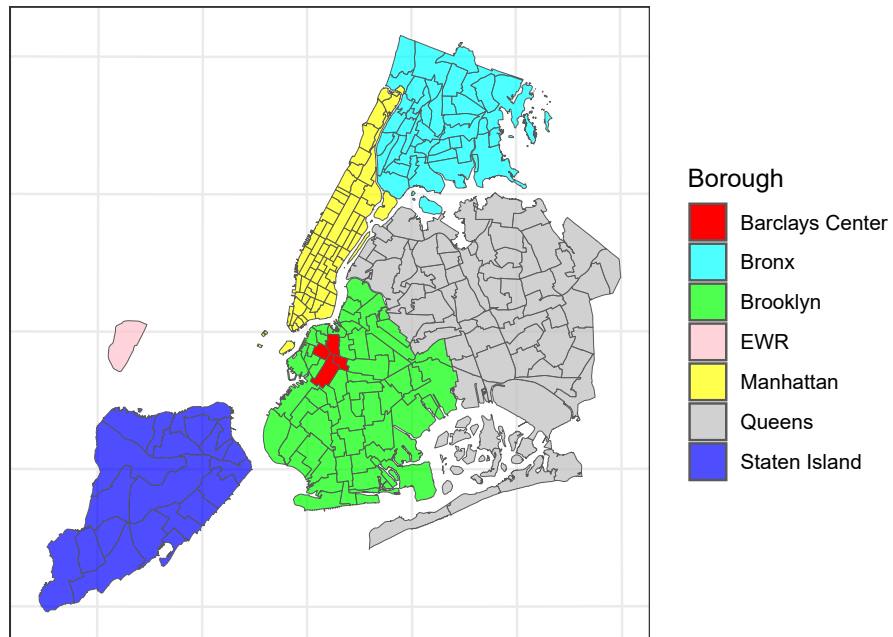 Borough
Barclays Center
Bronx
Brooklyn
EWR
Manhattan
Queens
Staten Island